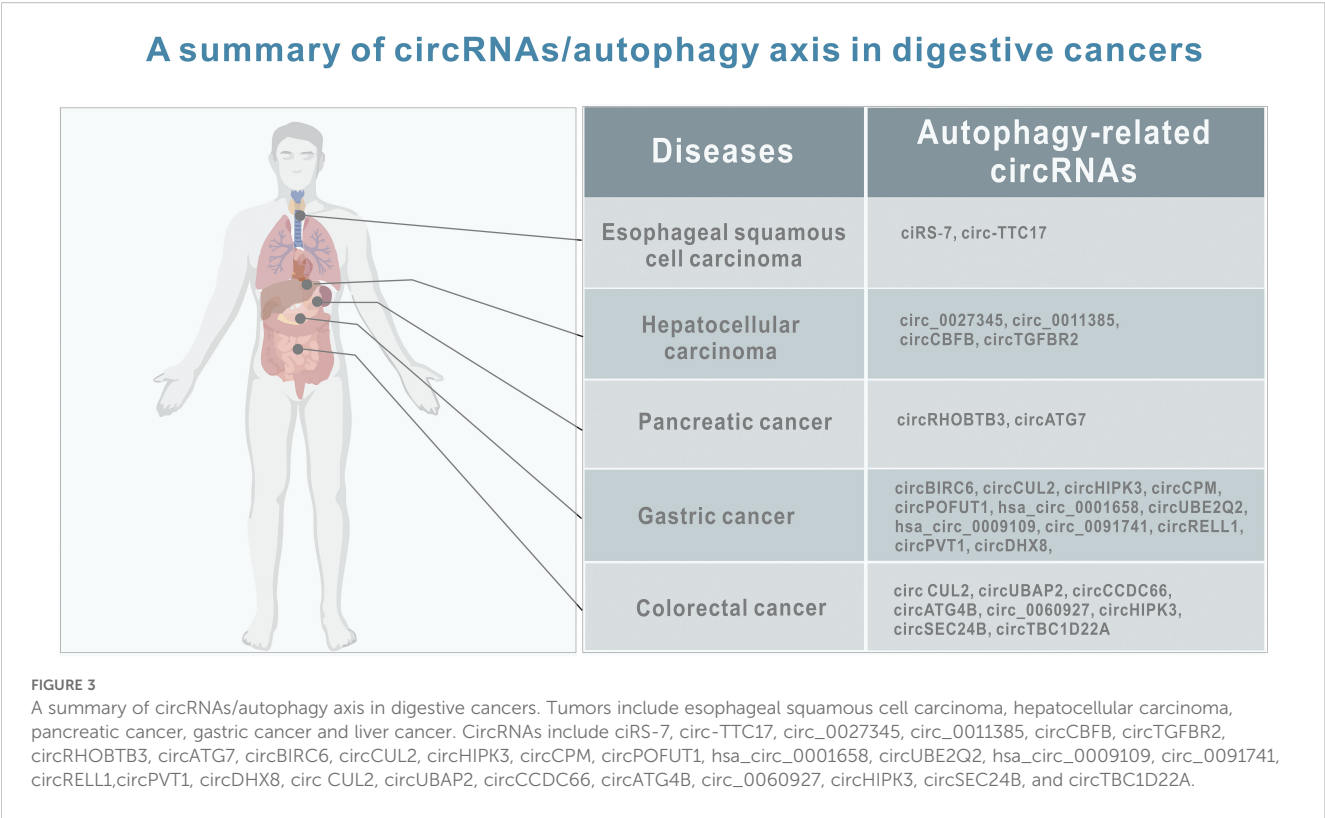 A summary of circRNAs/autophagy axis in digestive cancers
Diseases
Autophagy-related
circRNAs
Esophageal squamous
cell carcinoma
ciRS-7, circ-TTC17
Hepatocellular
carcinoma
circ_0027345, circ_0011385,
circCBFB, circTGFBR2
Pancreatic cancer
circRHOBTB3, circATG7
Gastric cancer
circBIRC6, circCUL2, circHIPK3, circCPM,
circPOFUT1, hsa_circ_0001658, circUBE2Q2,
hsa_circ_0009109, circ_0091741, circRELL1,
circPVT1, circDHX8,
Colorectal cancer
circ CUL2, circUBAP2, circCCDC66,
circATG4B, circ_0060927, circHIPK3,
circSEC24B, circTBC1D22A
FIGURE 3
A summary of circRNAs/autophagy axis in digestive cancers. Tumors include esophageal squamous cell carcinoma, hepatocellular carcinoma,
pancreatic cancer, gastric cancer and liver cancer. CircRNAs include ciRS-7, circ-TTC17, circ_0027345, circ_0011385, circCBFB, circTGFBR2,
circRHOBTB3, circATG7, circBIRC6, circCUL2, circHIPK3, circCPM, circPOFUT1, hsa_circ_0001658, circUBE2Q2, hsa_circ_0009109, circ_0091741,
circRELL1,circPVT1, circDHX8, circ CUL2, circUBAP2, circCCDC66, circATG4B, circ_0060927, circHIPK3, circSEC24B, and circTBC1D22A.